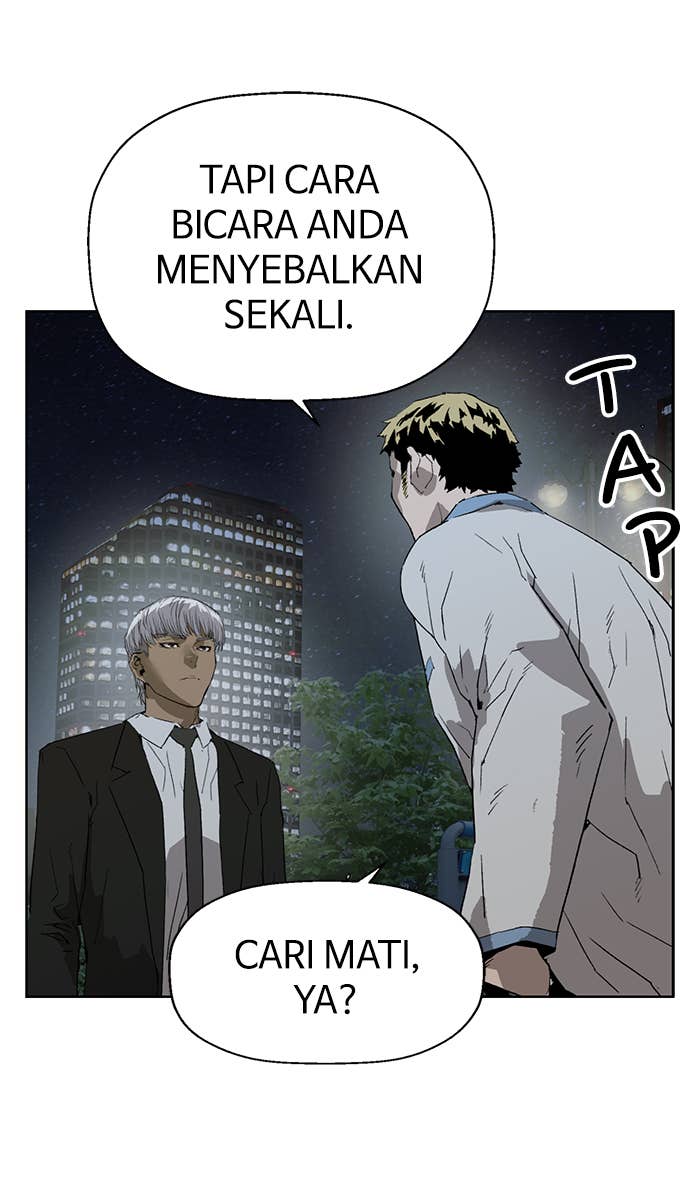 TAPI CARA
BICARA ANDA
MENYEBALKAN
SEKALI.
TAP
CARI MATI,
YA?